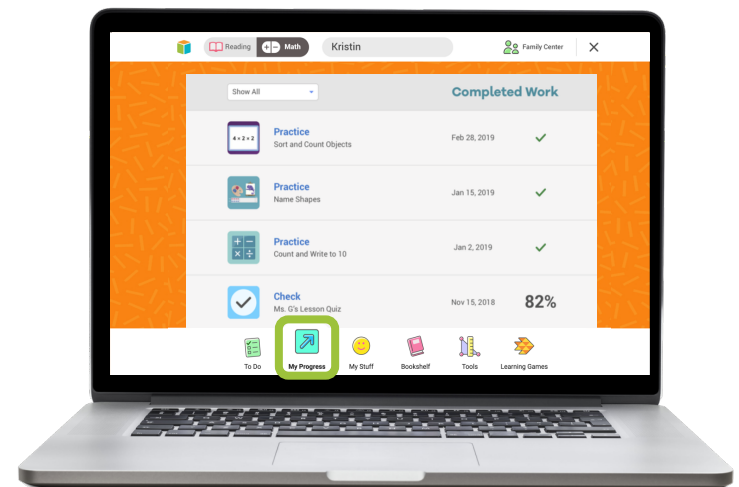 Reading
Math
Kristin
Family Center
Show All
Completed Work
4 + 2 = 2
Practice
Sort and Count Objects
Feb 28, 2019
Practice
Name Shapes
Jan 15, 2019
Practice
Count and Write to 10
Jan 2, 2019
Check
Ms. G's Lesson Quiz
Nov 15, 2018
82%
To Do
My Progress
My Stuff
Bookshelf
Tools
Learning Games